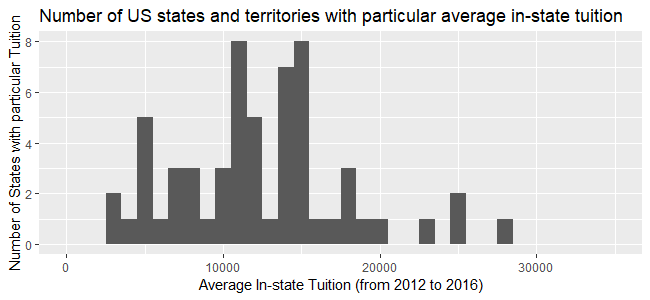 Number of US states and territories with particular average in-state tuition
Number of States with particular Tuition
8
6
4
2
0
0 10000 20000 30000
Average In-state Tuition (from 2012 to 2016)